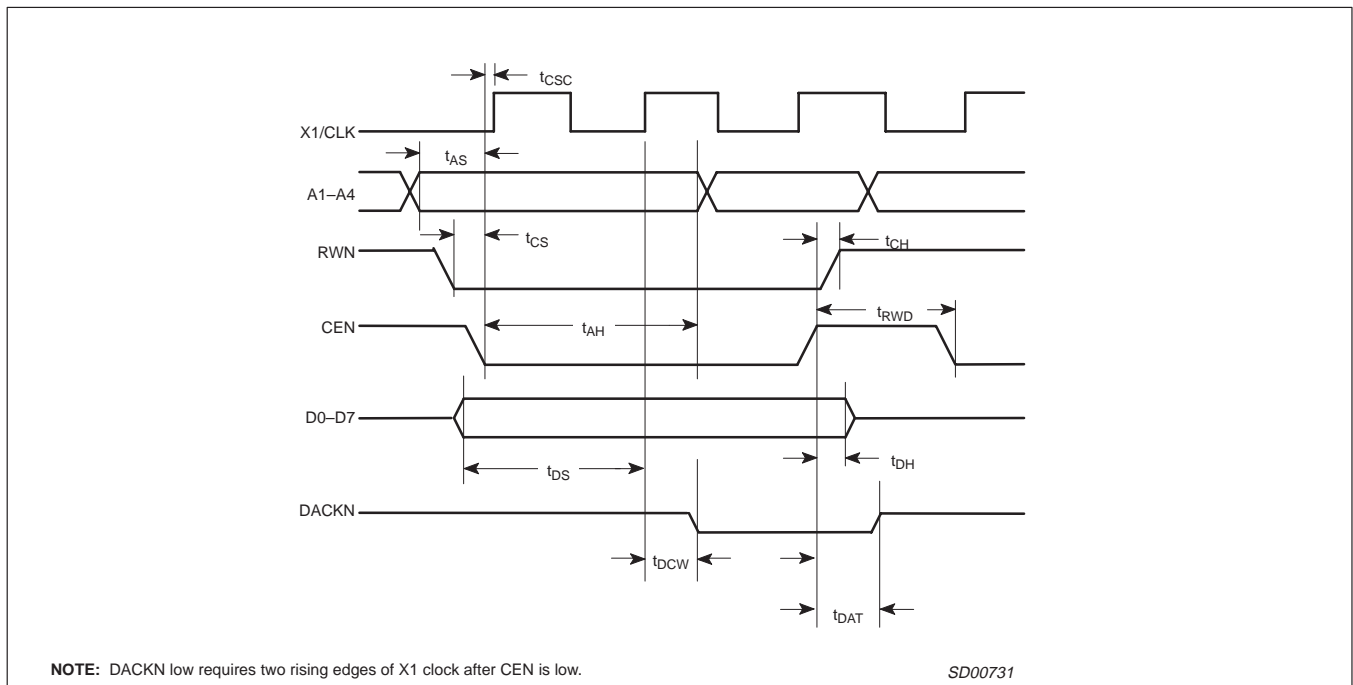 tCSC
X1/CLK
tAS
A1–A4
tCS
tCH
RWN
tRWD
CEN
tAH
D0–D7
tDS
tDH
DACKN
tDCW
tDAT
NOTE: DACKN low requires two rising edges of X1 clock after CEN is low.
SD00731